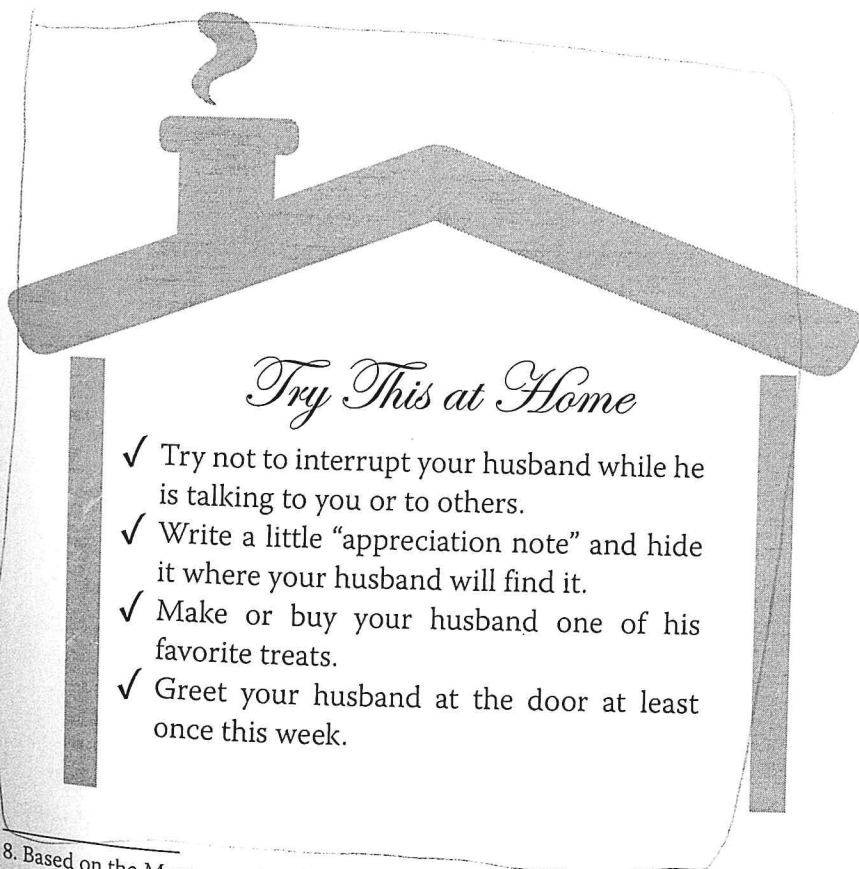 Try This at Home
✓ Try not to interrupt your husband while he
is talking to you or to others.
✓ Write a little “appreciation note” and hide
it where your husband will find it.
✓ Make or buy your husband one of his
favorite treats.
✓ Greet your husband at the door at least
once this week.
8. Based on the